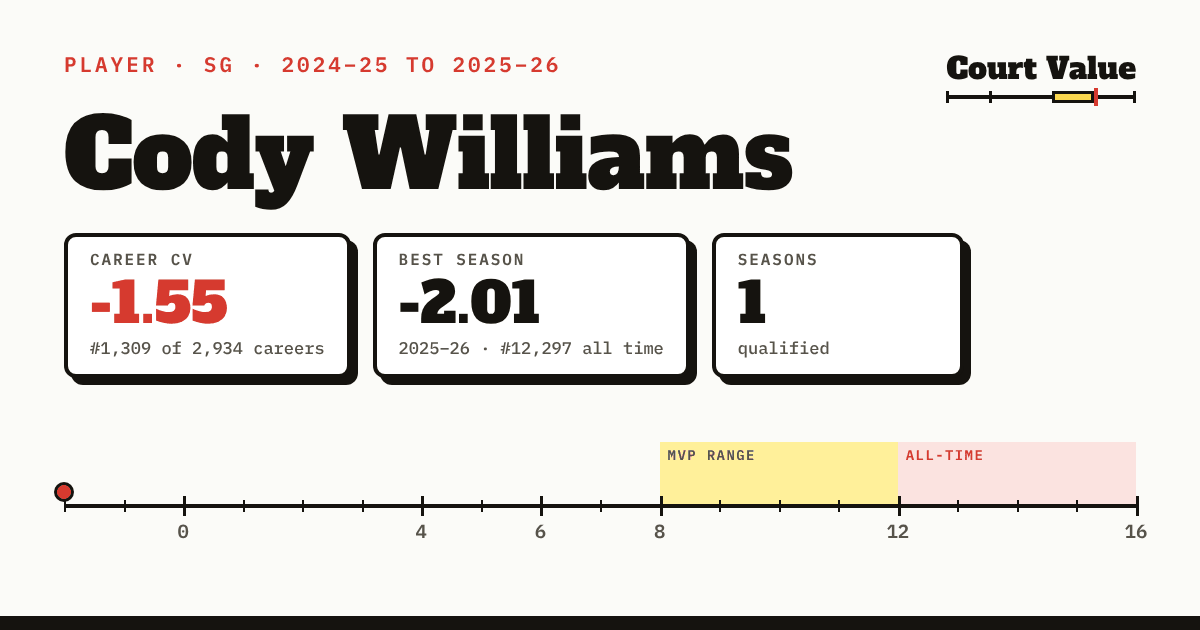 PLAYER · SG · 2024–25 TO 2025–26
Court Value
Cody Williams
CAREER CV
-1.55
#1,309 of 2,934 careers
BEST SEASON
-2.01
2025–26 · #12,297 all time
SEASONS
1
qualified
MVP RANGE
ALL-TIME
0 4 6 8 12 16